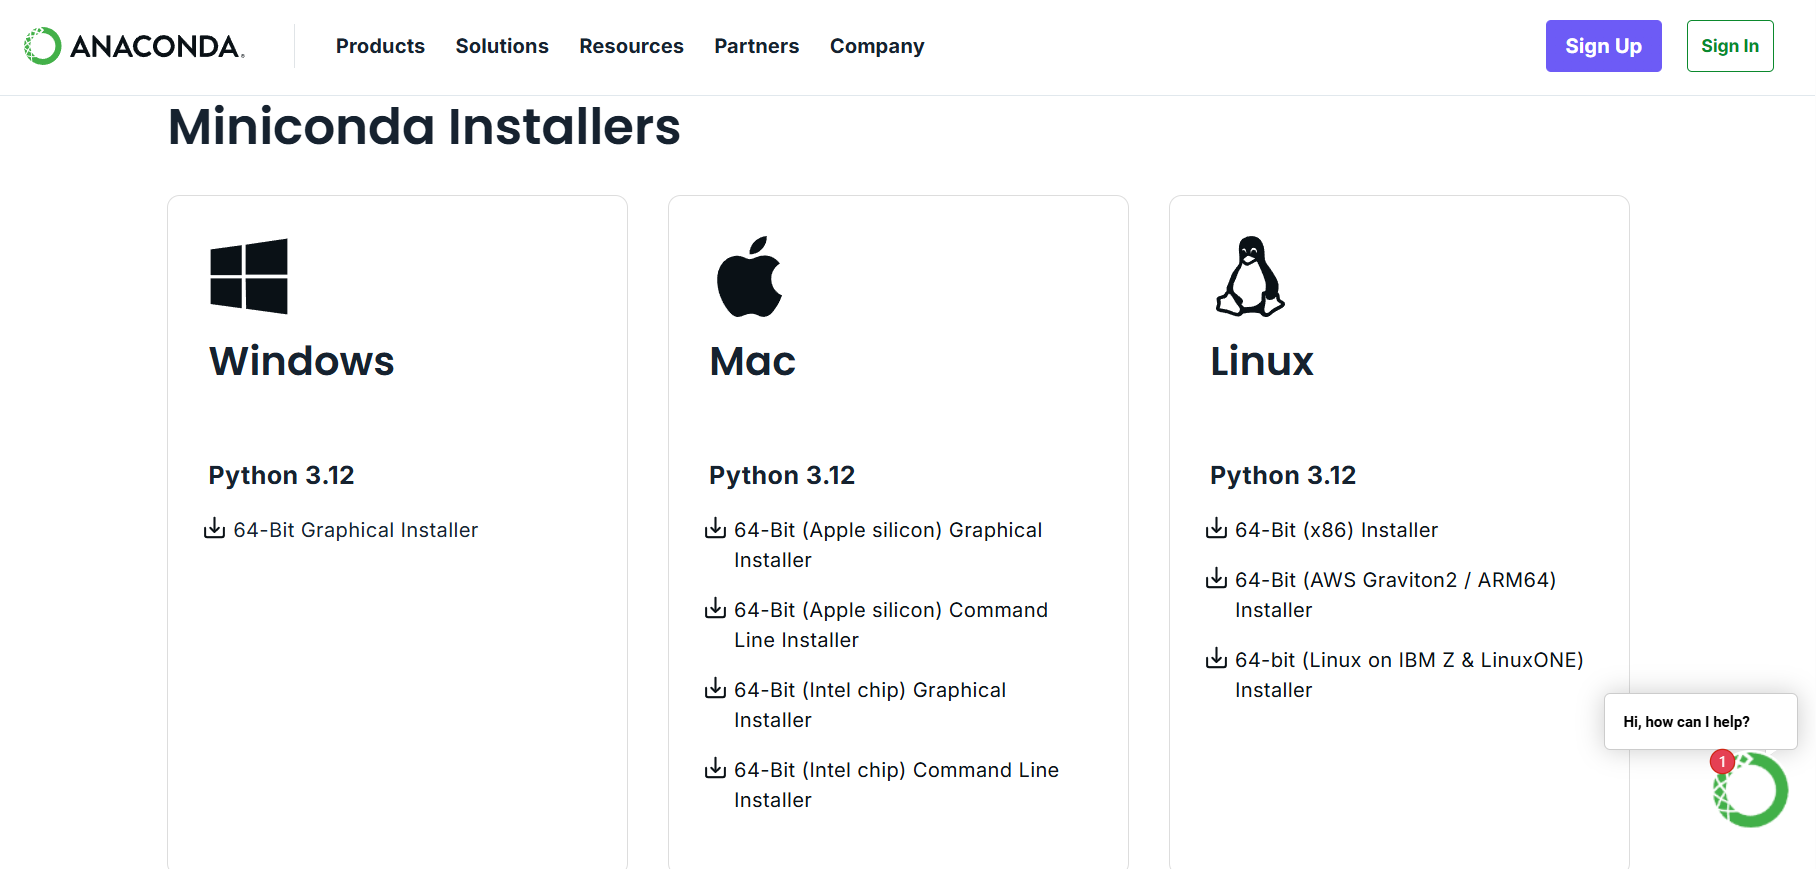 ANACONDA.
Products
Solutions
Resources
Partners
Company
Sign Up
Sign In
Miniconda Installers
Windows
Python 3.12
64-Bit Graphical Installer
Mac
Python 3.12
64-Bit (Apple silicon) Graphical
Installer
64-Bit (Apple silicon) Command
Line Installer
64-Bit (Intel chip) Graphical
Installer
64-Bit (Intel chip) Command Line
Installer
Linux
Python 3.12
64-Bit (x86) Installer
64-Bit (AWS Graviton2 / ARM64)
Installer
64-bit (Linux on IBM Z & LinuxONE)
Installer
Hi, how can I help?
1